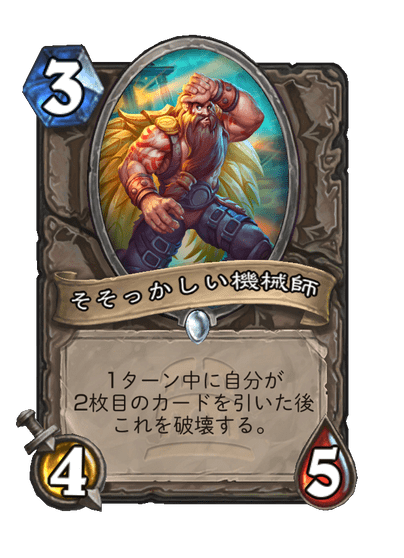 3
そそっかしい機械師
1ターン中に自分が
2枚目のカードを引いた後
これを破壊する。
4
5